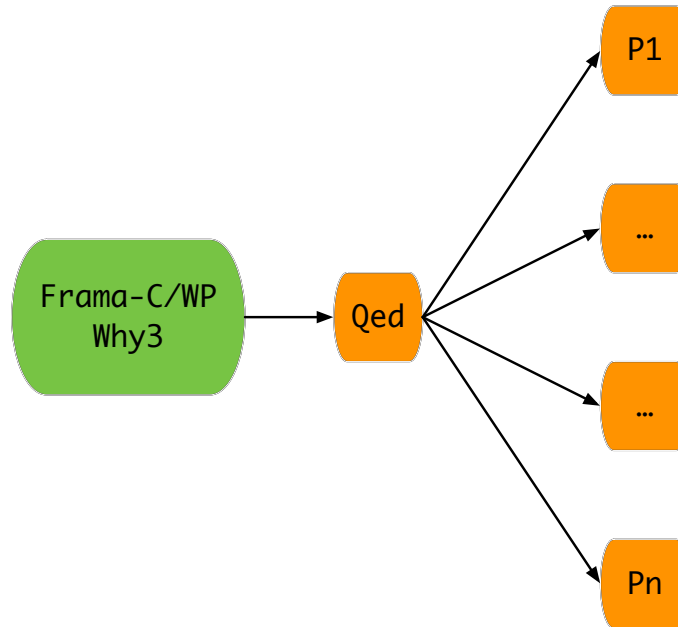 P1
…
Frama-C/WP
Why3
Qed
…
Pn